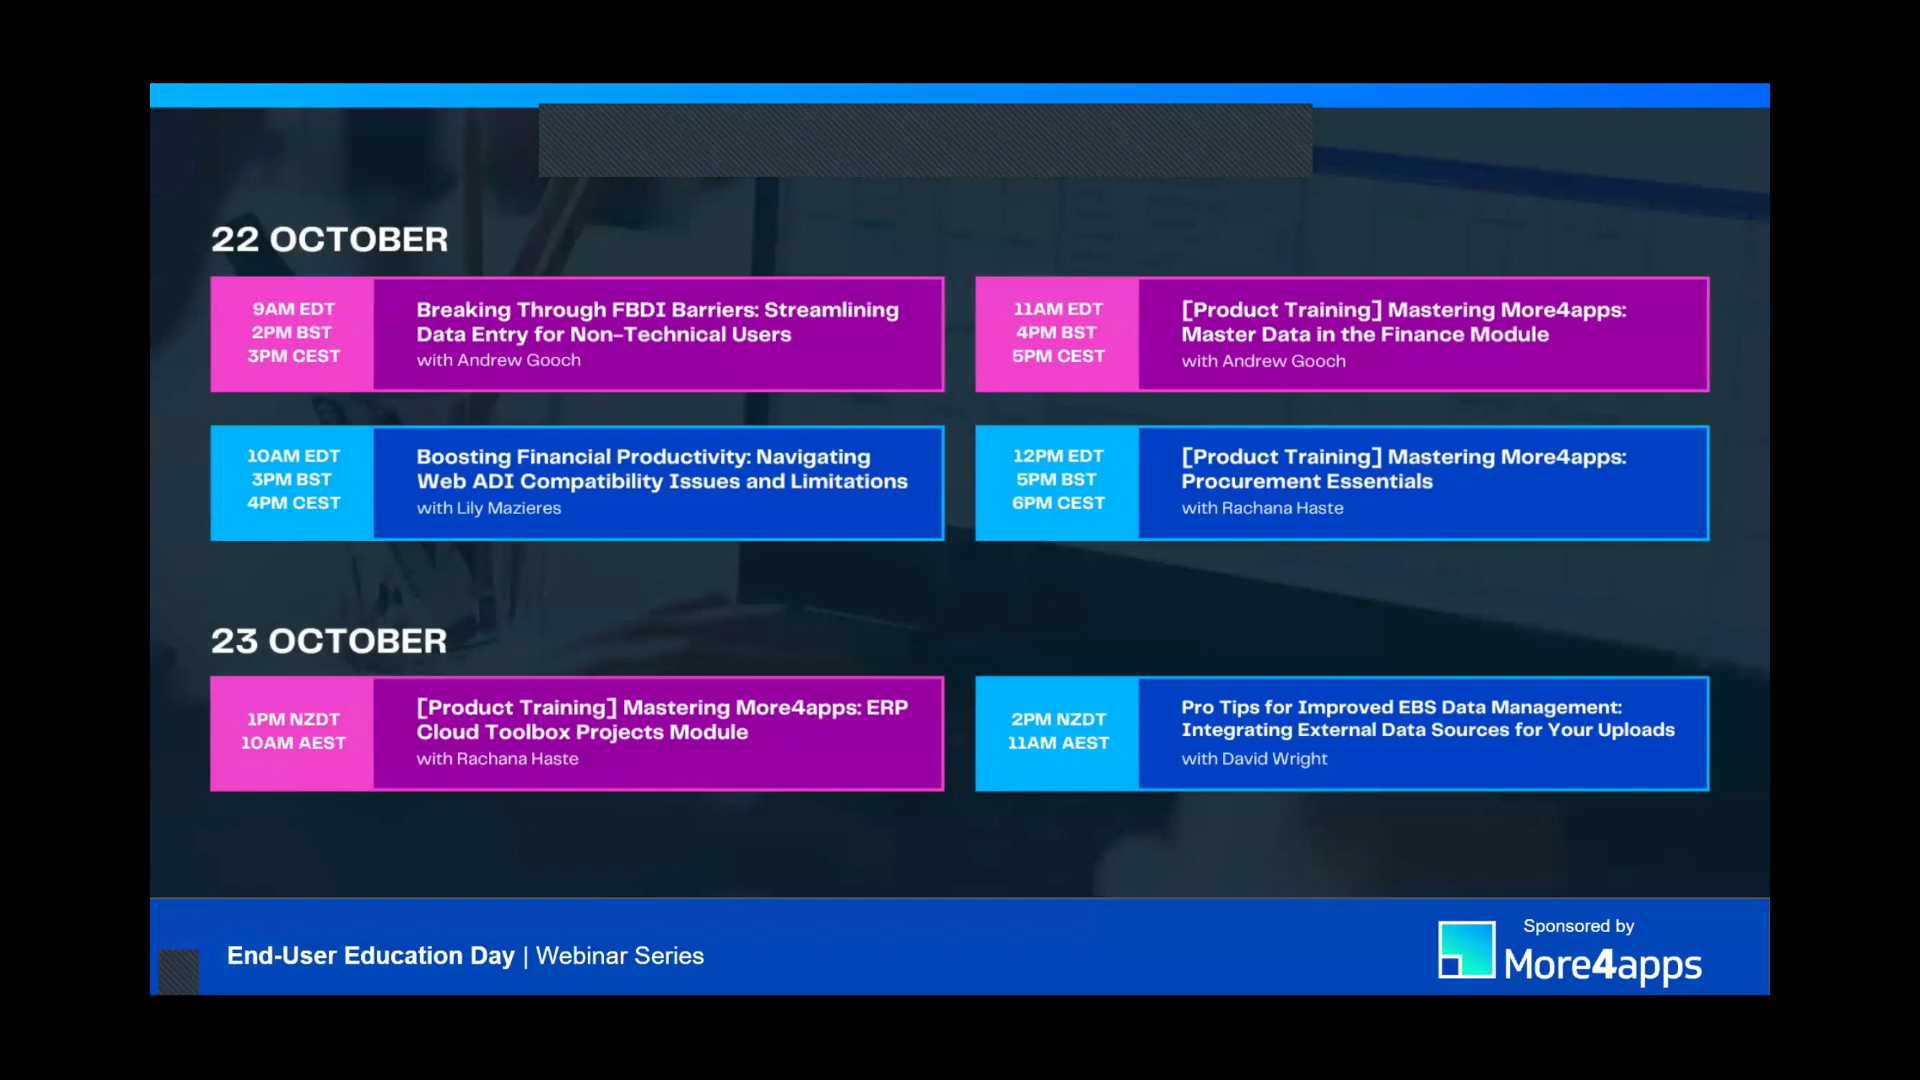 22 OCTOBER
9AM EDT
2PM BST
3PM CEST
Breaking Through FBDI Barriers: Streamlining
Data Entry for Non-Technical Users
with Andrew Gooch
11AM EDT
4PM BST
5PM CEST
[Product Training] Mastering More4apps:
Master Data in the Finance Module
with Andrew Gooch
10AM EDT
3PM BST
4PM CEST
Boosting Financial Productivity: Navigating
Web ADI Compatibility Issues and Limitations
with Lily Mazieres
12PM EDT
5PM BST
6PM CEST
[Product Training] Mastering More4apps:
Procurement Essentials
with Rachana Haste
23 OCTOBER
1PM NZDT
10AM AEST
[Product Training] Mastering More4apps: ERP
Cloud Toolbox Projects Module
with Rachana Haste
2PM NZDT
11AM AEST
Pro Tips for Improved EBS Data Management:
Integrating External Data Sources for Your Uploads
with David Wright
End-User Education Day | Webinar Series
Sponsored by
More4apps